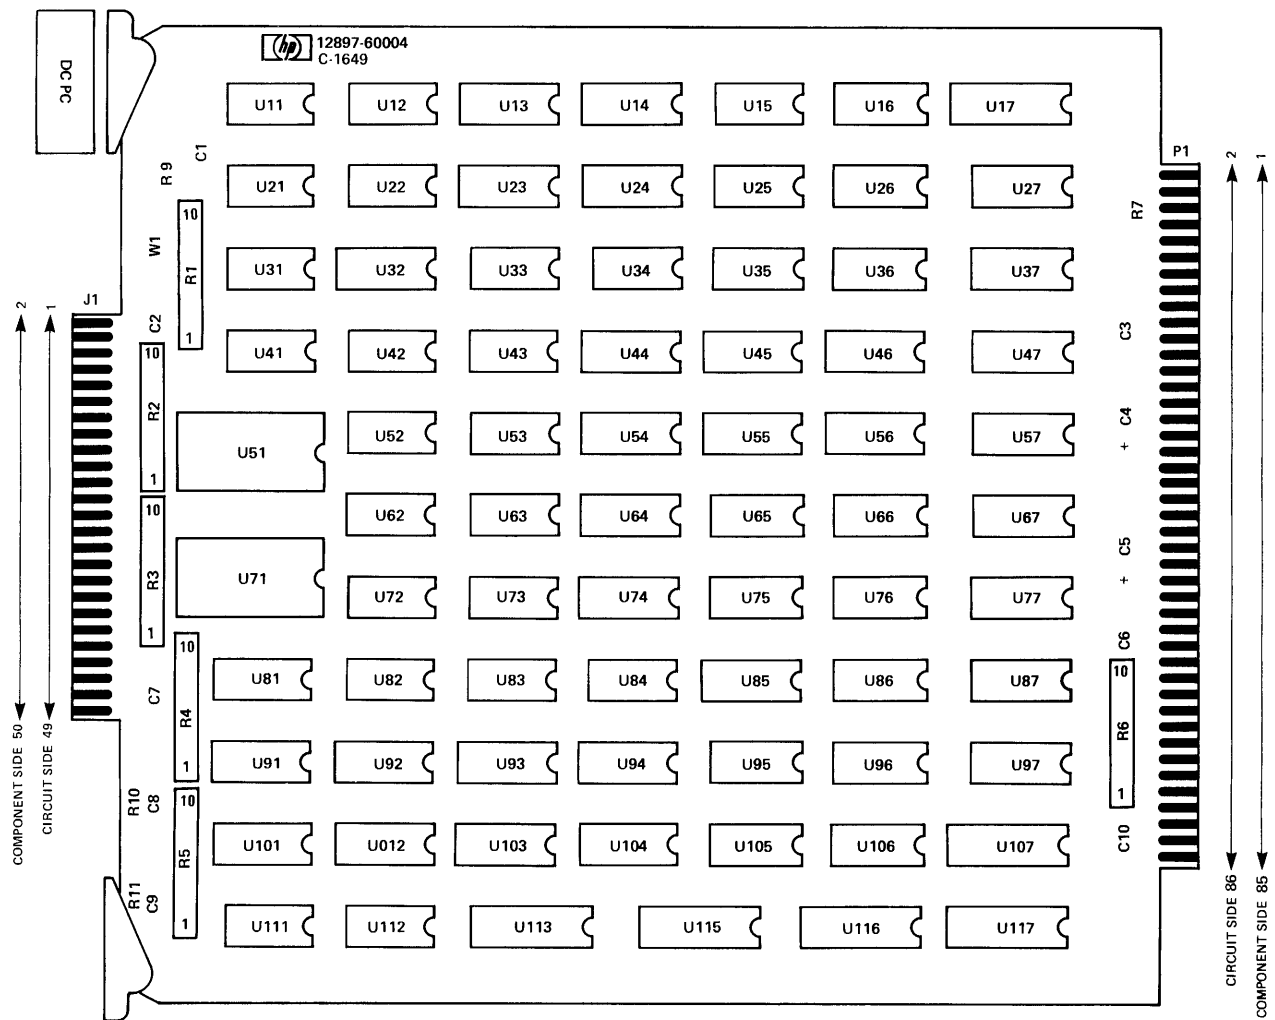 DC PC
hp
12897-60004
C-1649
U11 U12 U13 U14 U15 U16 U17
P1
2 1
C1
R 9
U21 U22 U23 U24 U25 U26 U27
R7
10
R1
1
W1
U31 U32 U33 U34 U35 U36 U37
J1
2 1
C2
C3
U41 U42 U43 U44 U45 U46 U47
10
R2
1
U51 U52 U53 U54 U55 U56 U57
C4
+
10
R3
1
U62 U63 U64 U65 U66 U67
C5
+
U71 U72 U73 U74 U75 U76 U77
C6
10
R4
1
C7
U81 U82 U83 U84 U85 U86 U87
10
R6
1
COMPONENT SIDE 50
CIRCUIT SIDE 49
U91 U92 U93 U94 U95 U96 U97
R10
C8
10
R5
1
U101 U012 U103 U104 U105 U106 U107
C10
R11
C9
U111 U112 U113 U115 U116 U117
CIRCUIT SIDE 86
COMPONENT SIDE 85